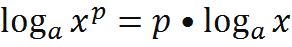 logₐ xᵖ = p • logₐ x